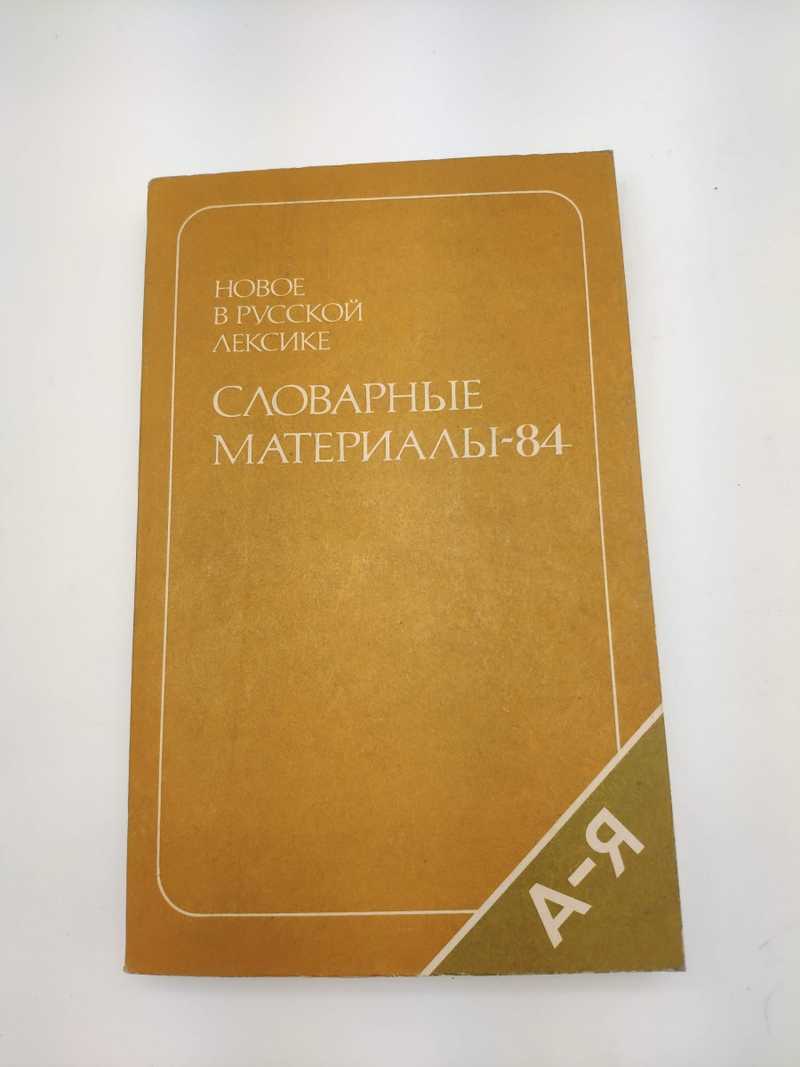 НОВОЕ
В РУССКОЙ
ЛЕКСИКЕ
СЛОВАРНЫЕ
МАТЕРИАЛЫ-84
А-Я